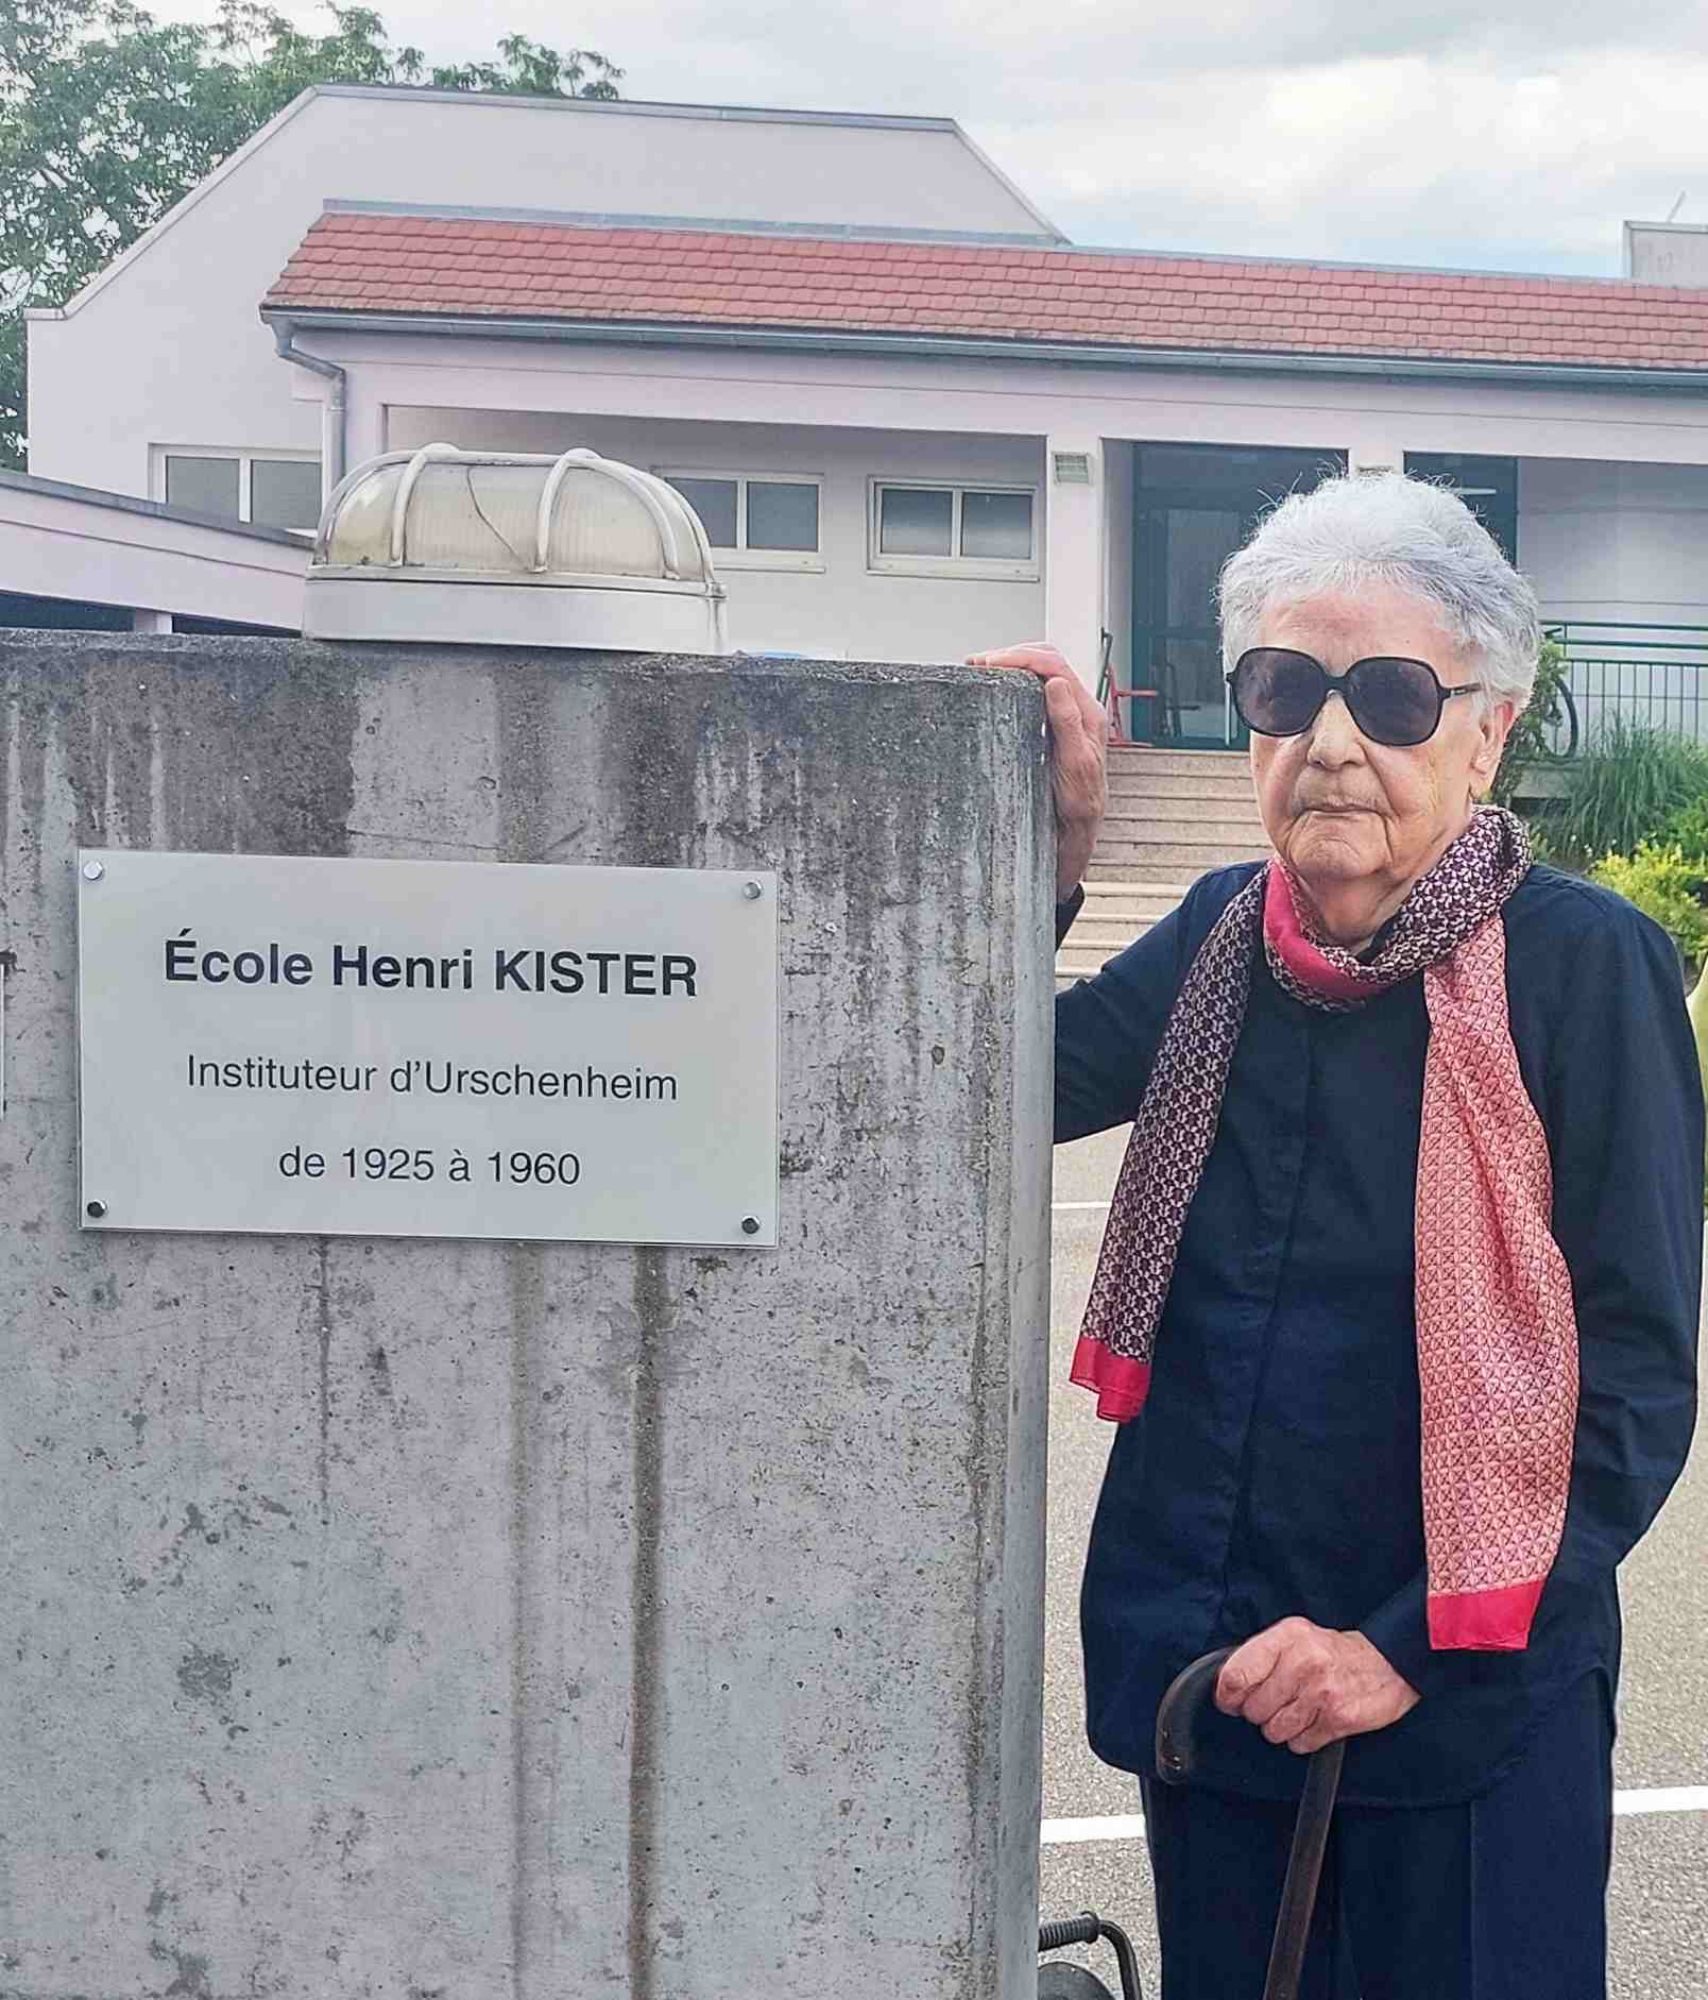 École Henri KISTER
Instituteur d'Urschenheim
de 1925 à 1960